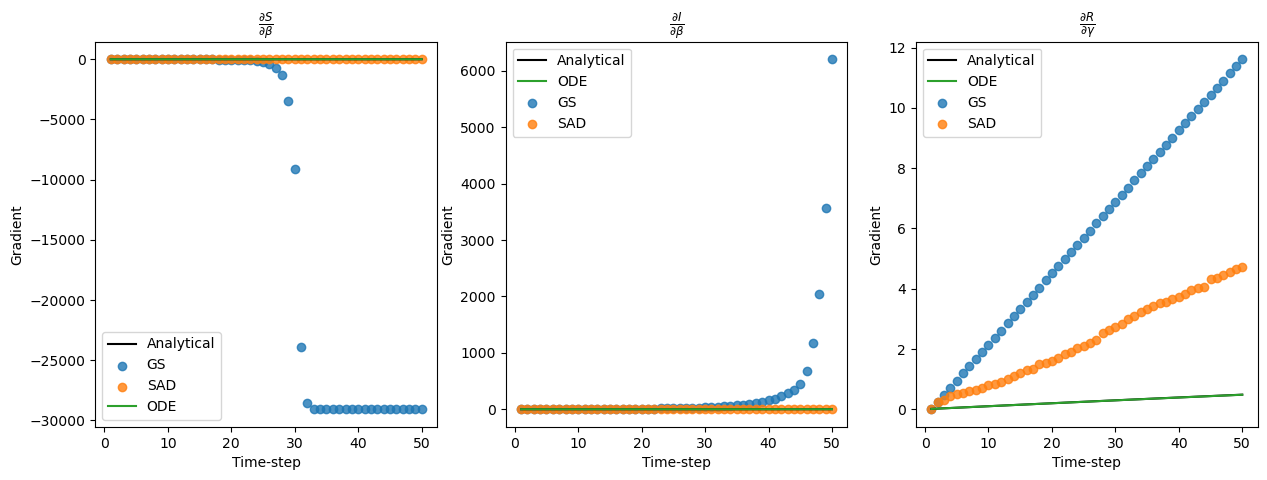 ∂S/∂β
0
−5000
−10000
−15000
−20000
−25000
−30000
Gradient
0 10 20 30 40 50
Time-step
Analytical
GS
SAD
ODE
∂I/∂β
6000
5000
4000
3000
2000
1000
0
Gradient
0 10 20 30 40 50
Time-step
Analytical
ODE
GS
SAD
∂R/∂γ
12
10
8
6
4
2
0
Gradient
0 10 20 30 40 50
Time-step
Analytical
ODE
GS
SAD